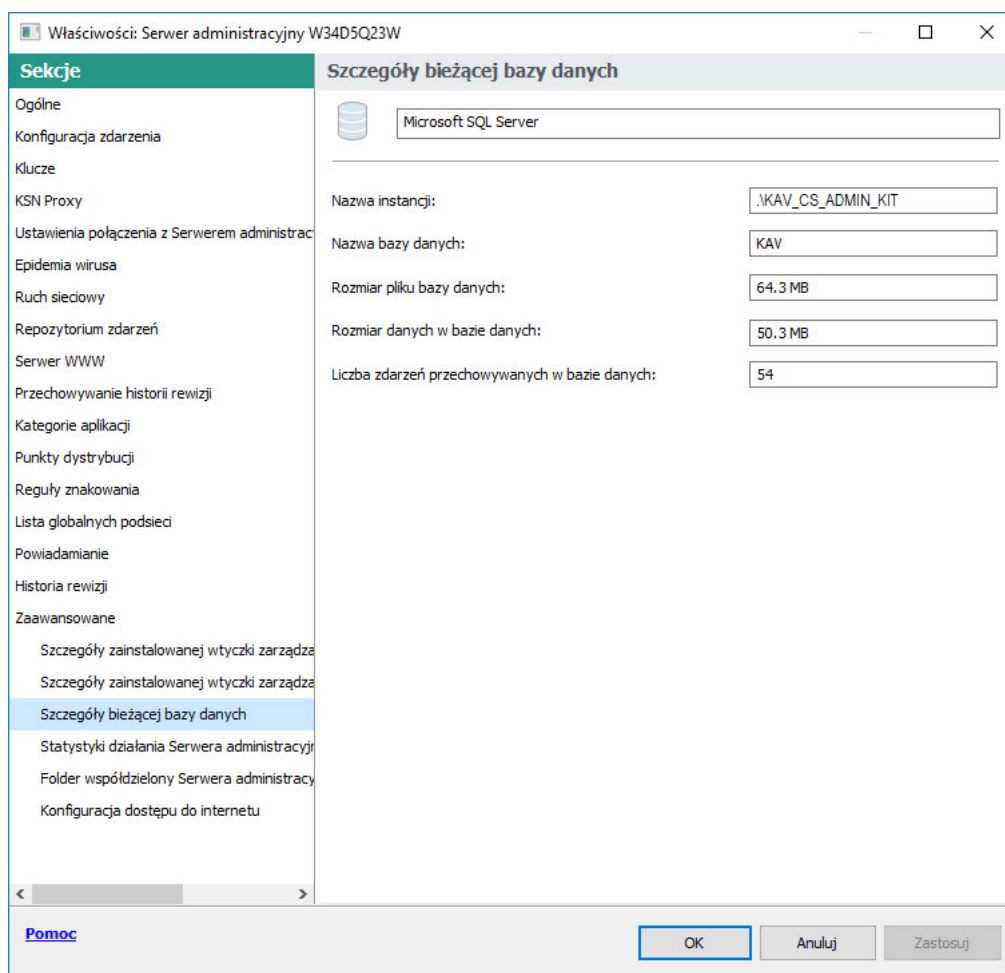 Właściwości: Serwer administracyjny W34D5Q23W
Sekcje
Ogólne
Konfiguracja zdarzenia
Klucze
KSN Proxy
Ustawienia połączenia z Serwerem administrac
Epidemia wirusa
Ruch sieciowy
Repozytorium zdarzeń
Serwer WWW
Przechowywanie historii rewizji
Kategorie aplikacji
Punkty dystrybucji
Reguły znakowania
Lista globalnych podsieci
Powiadamianie
Historia rewizji
Zaawansowane
Szczegóły zainstalowanej wtyczki zarządza
Szczegóły zainstalowanej wtyczki zarządza
Szczegóły bieżącej bazy danych
Statystyki działania Serwera administracyjr
Folder współdzielony Serwera administracy
Konfiguracja dostępu do internetu
Szczegóły bieżącej bazy danych
Microsoft SQL Server
Nazwa instancji: .\KAV_CS_ADMIN_KIT
Nazwa bazy danych: KAV
Rozmiar pliku bazy danych: 64.3 MB
Rozmiar danych w bazie danych: 50.3 MB
Liczba zdarzeń przechowywanych w bazie danych: 54
Pomoc
OK Anuluj Zastosuj